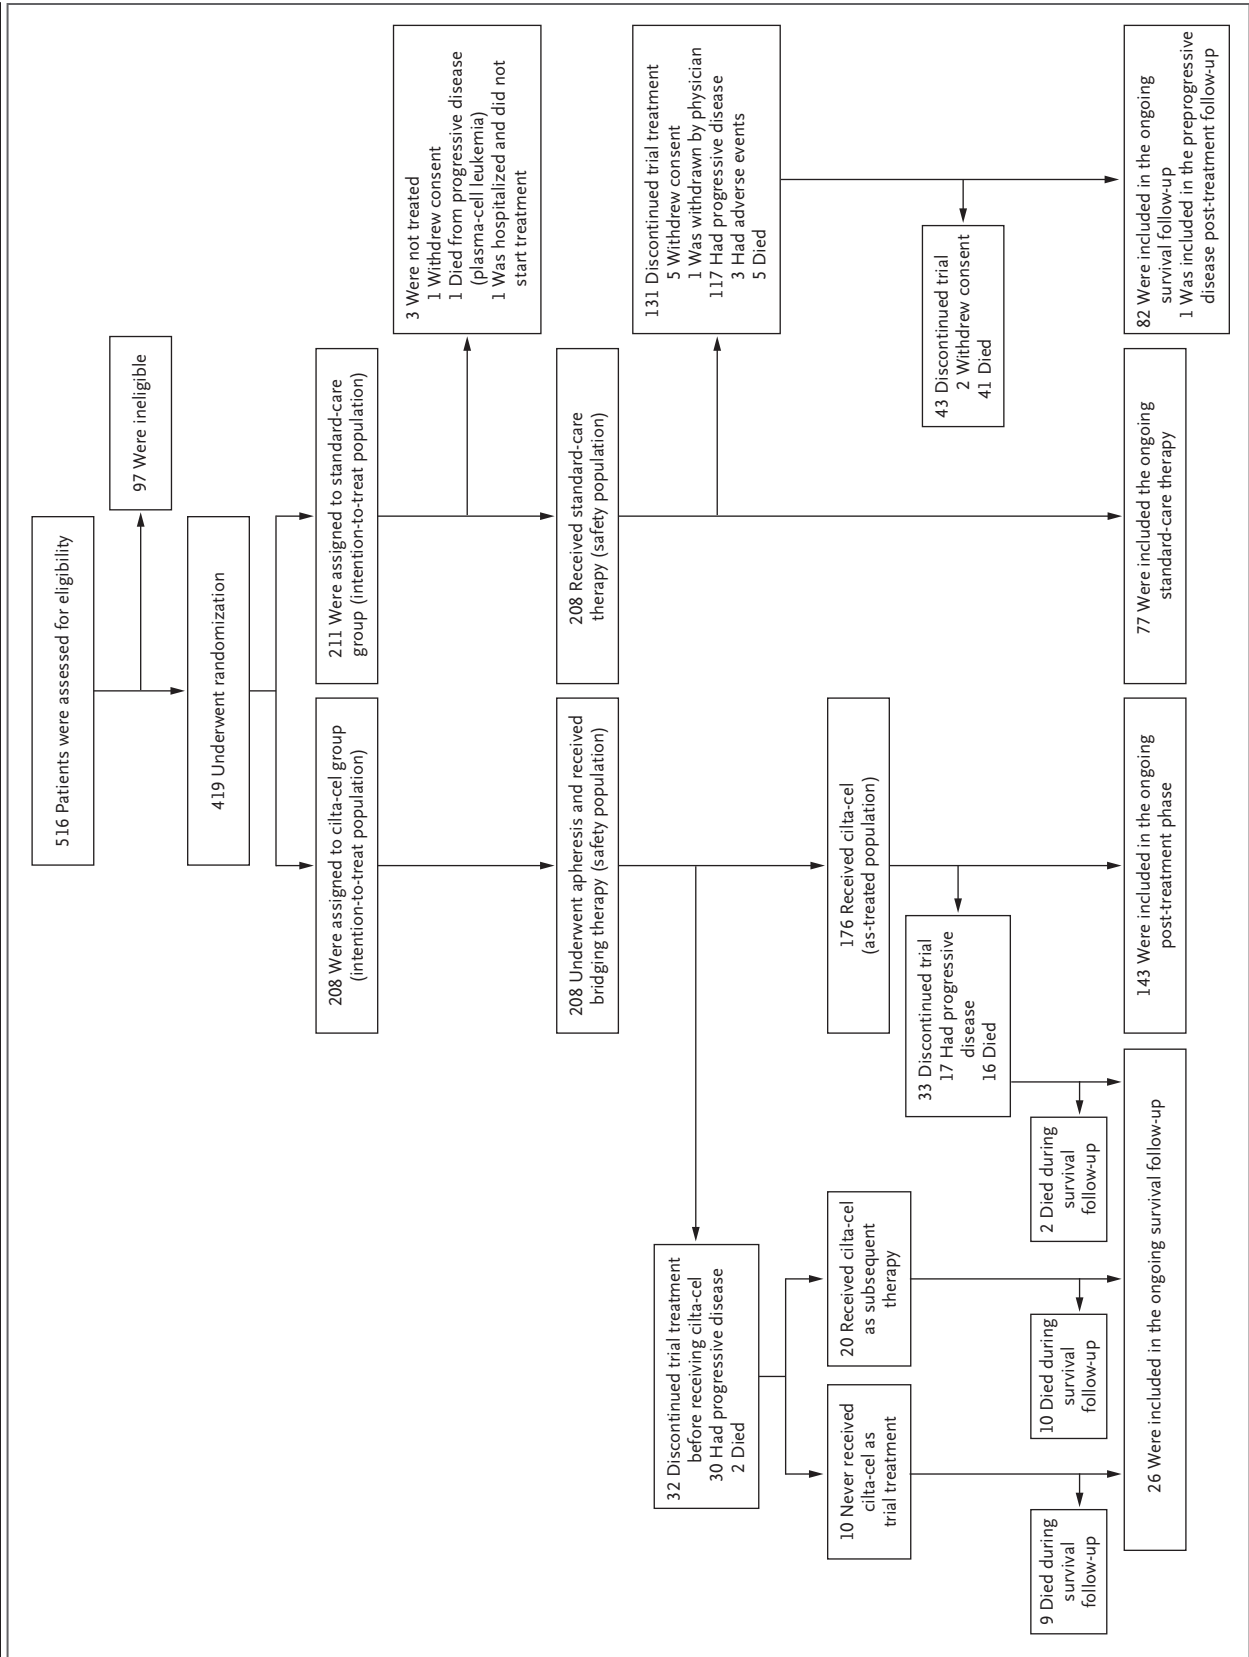 516 Patients were assessed for eligibility
97 Were ineligible
419 Underwent randomization
208 Were assigned to cilta-cel group
(intention-to-treat population)
211 Were assigned to standard-care
group (intention-to-treat population)
3 Were not treated
1 Withdrew consent
1 Died from progressive disease
(plasma-cell leukemia)
1 Was hospitalized and did not
start treatment
208 Underwent apheresis and received
bridging therapy (safety population)
208 Received standard-care
therapy (safety population)
32 Discontinued trial treatment
before receiving cilta-cel
30 Had progressive disease
2 Died
131 Discontinued trial treatment
5 Withdrew consent
1 Was withdrawn by physician
117 Had progressive disease
3 Had adverse events
5 Died
10 Never received
cilta-cel as
trial treatment
20 Received cilta-cel
as subsequent
therapy
176 Received cilta-cel
(as-treated population)
33 Discontinued trial
17 Had progressive
disease
16 Died
43 Discontinued trial
2 Withdrew consent
41 Died
9 Died during
survival
follow-up
10 Died during
survival
follow-up
2 Died during
survival
follow-up
26 Were included in the ongoing survival follow-up
143 Were included in the ongoing
post-treatment phase
77 Were included the ongoing
standard-care therapy
82 Were included in the ongoing
survival follow-up
1 Was included in the preprogressive
disease post-treatment follow-up